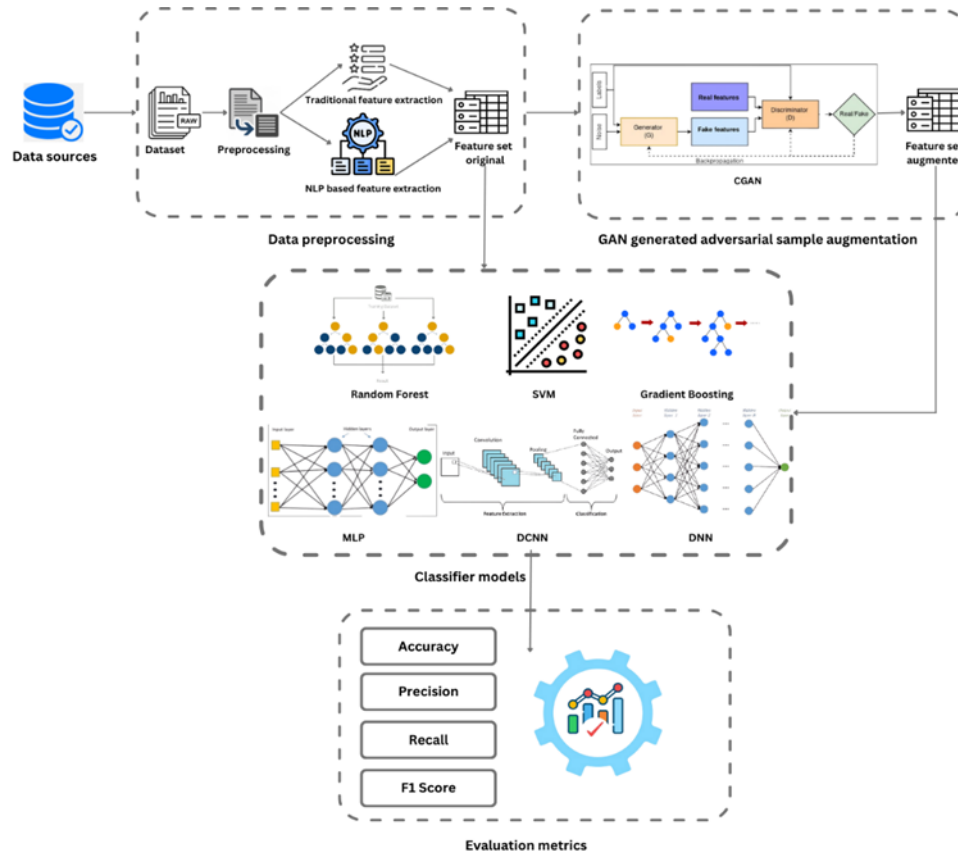 Data sources
RAW
Dataset
Preprocessing
Traditional feature extraction
NLP
NLP based feature extraction
Feature set
original
Data preprocessing
Labels
Noise
Real features
Generator
(G)
Fake features
Discriminator
(D)
Real/Fake
Backpropagation
CGAN
Feature se
augmente
GAN generated adversarial sample augmentation
Random Forest
SVM
Gradient Boosting
Input layer
Hidden layers
Output layer
MLP
Input
Convolution
Pooling
Fully
Connected
Output
Feature Extraction
Classification
DCNN
DNN
Classifier models
Accuracy
Precision
Recall
F1 Score
Evaluation metrics